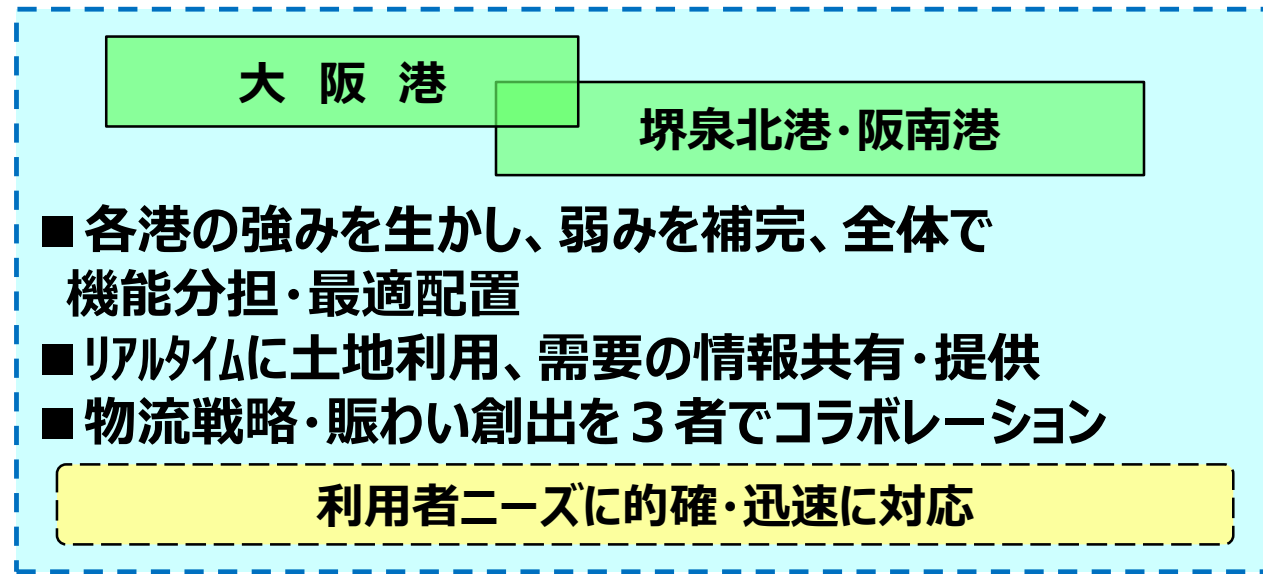 大 阪 港
堺泉北港・阪南港
■各港の強みを生かし、弱みを補完、全体で
機能分担・最適配置
■ﾘｱﾙﾀｲﾑに土地利用、需要の情報共有・提供
■物流戦略・賑わい創出を３者でコラボレーション
利用者ニーズに的確・迅速に対応